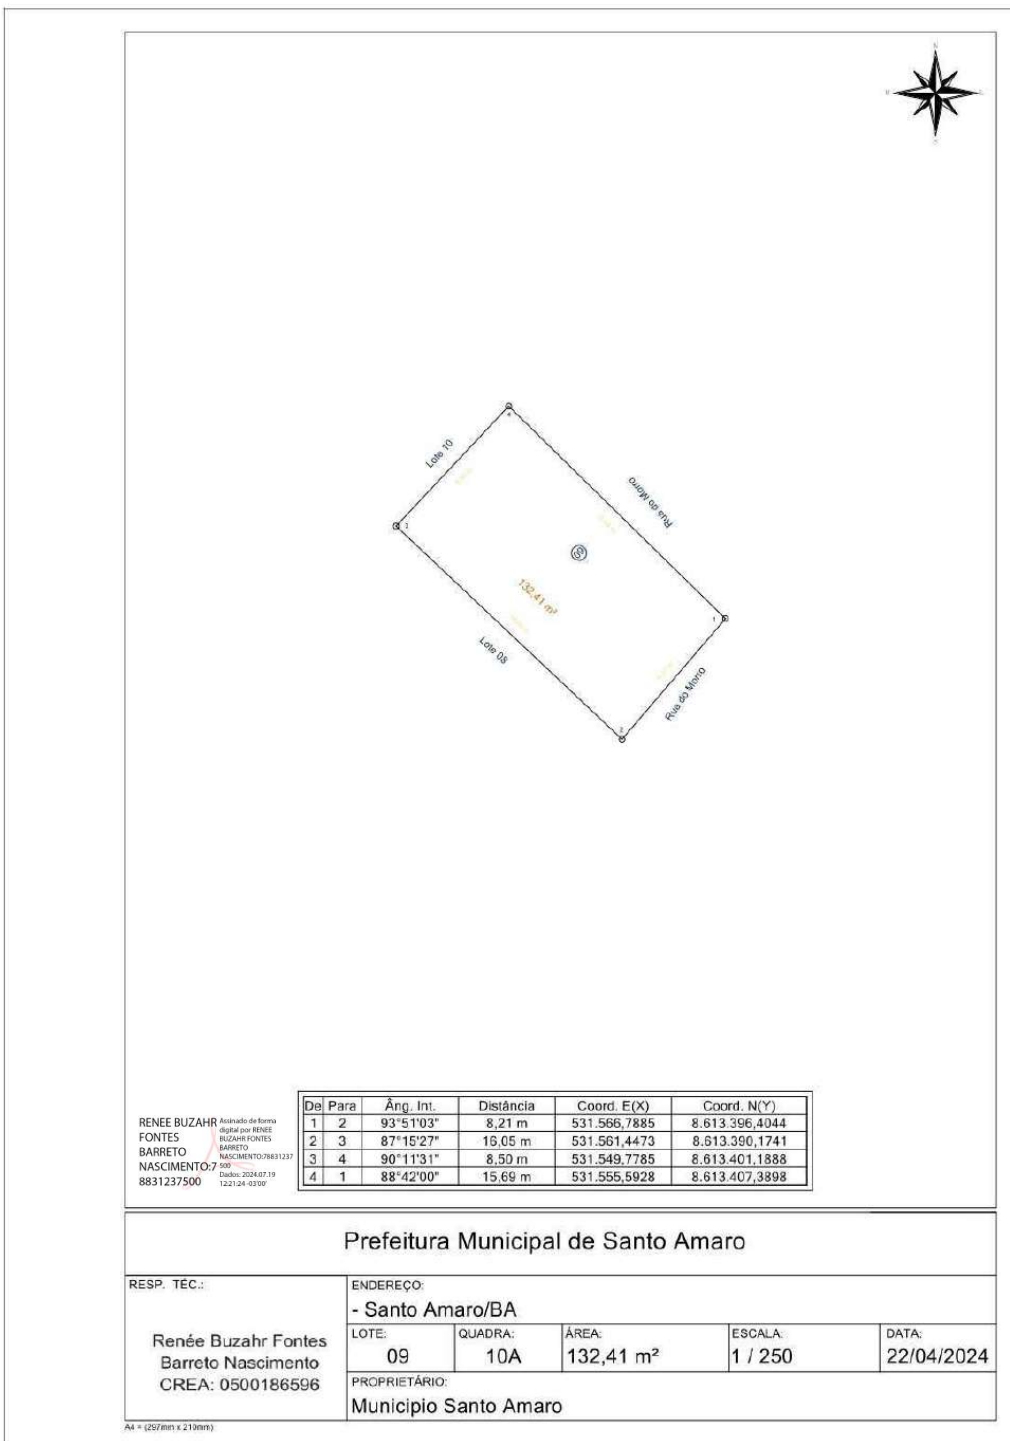 N
4
Lote 10
Rua do Morro
3
09
132,41 m²
1
Lote 08
Rua do Morro
2
De Para Âng. Int. Distância Coord. E(X) Coord. N(Y)
1 2 93°51'03" 8,21 m 531.566,7885 8.613.396,4044
2 3 87°15'27" 16,05 m 531.561,4473 8.613.390,1741
3 4 90°11'31" 8,50 m 531.549,7785 8.613.401,1888
4 1 88°42'00" 15,69 m 531.555,5928 8.613.407,3898
RENEE BUZAHR
FONTES
BARRETO
NASCIMENTO:7
8831237500
Assinado de forma
digital por RENEE
BUZAHR FONTES
BARRETO
NASCIMENTO:78831237
500
Dados: 2024.07.19
12:21:24 -03'00'
Prefeitura Municipal de Santo Amaro
RESP. TÉC.:
Renée Buzahr Fontes
Barreto Nascimento
CREA: 0500186596
ENDEREÇO:
- Santo Amaro/BA
LOTE: QUADRA: ÁREA: ESCALA: DATA:
09 10A 132,41 m² 1 / 250 22/04/2024
PROPRIETÁRIO:
Municipio Santo Amaro
A4 = (297mm x 210mm)